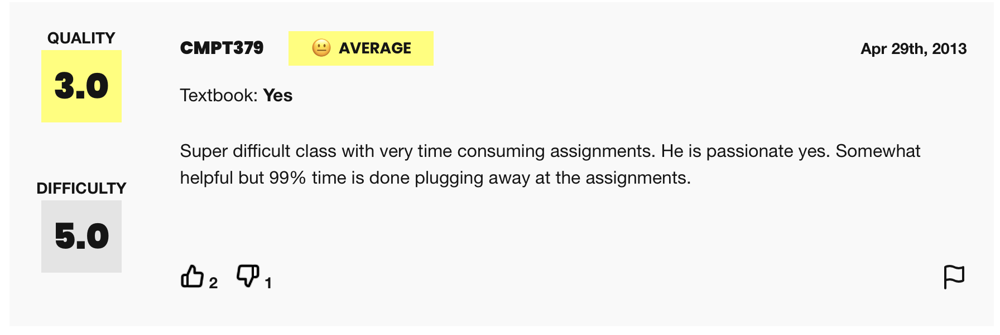 QUALITY
3.0
CMPT379
AVERAGE
Apr 29th, 2013
Textbook: Yes
Super difficult class with very time consuming assignments. He is passionate yes. Somewhat
helpful but 99% time is done plugging away at the assignments.
DIFFICULTY
5.0
2
1